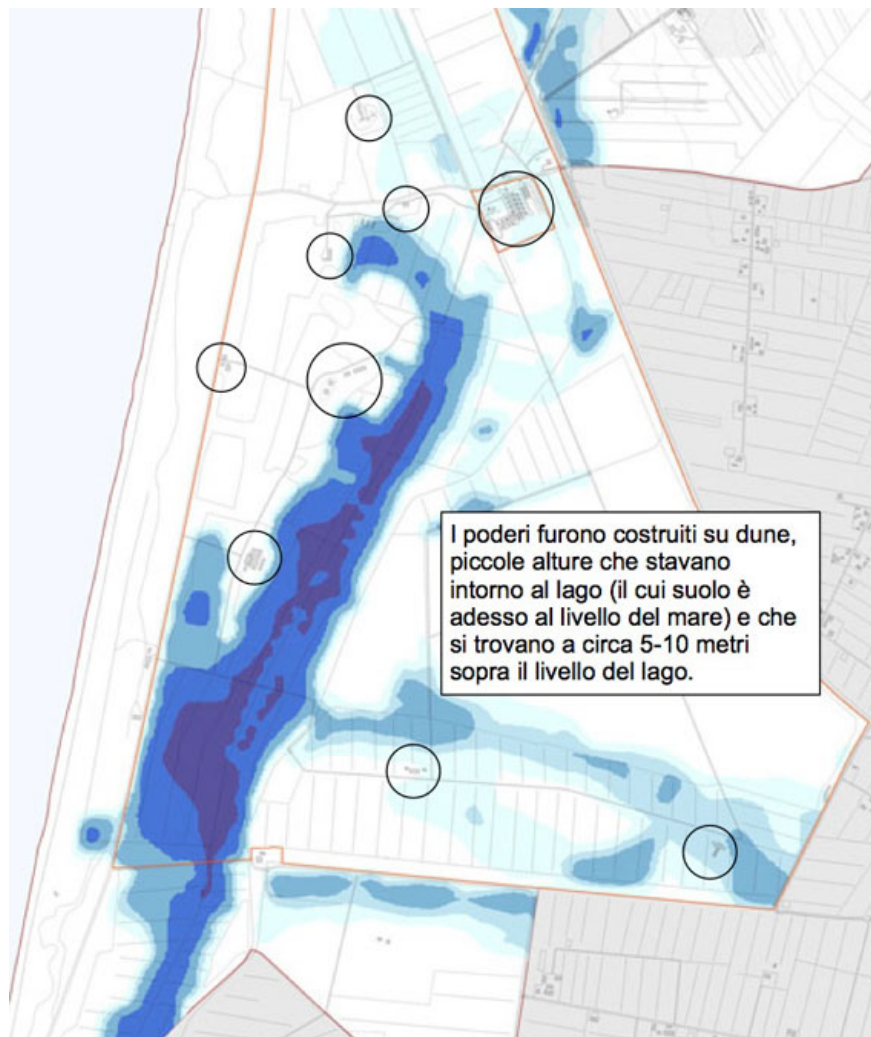 I poderi furono costruiti su dune,
piccole alture che stavano
intorno al lago (il cui suolo è
adesso al livello del mare) e che
si trovano a circa 5-10 metri
sopra il livello del lago.